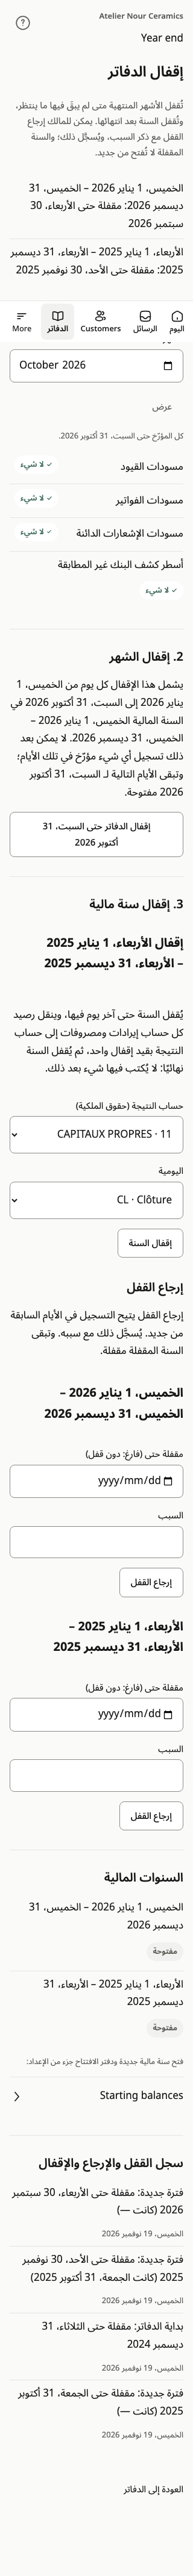 Atelier Nour Ceramics
Year end
إقفال الدفاتر
تُقفل الأشهر المنتهية متى لم يبقَ فيها ما ينتظر،
وتُقفل السنة بعد انتهائها. يمكن للمالك إرجاع
القفل مع ذكر السبب، ويُسجَّل ذلك؛ والسنة
المقفلة لا تُفتح من جديد.
الخميس، 1 يناير 2026 – الخميس، 31
ديسمبر 2026: مقفلة حتى الأربعاء، 30
سبتمبر 2026
الأربعاء، 1 يناير 2025 – الأربعاء، 31 ديسمبر
2025: مقفلة حتى الأحد، 30 نوفمبر 2025
اليوم
الرسائل
Customers
الدفاتر
More
October 2026
عرض
كل المؤرّخ حتى السبت، 31 أكتوبر 2026.
مسودات القيود
✓ لا شيء
مسودات الفواتير
✓ لا شيء
مسودات الإشعارات الدائنة
✓ لا شيء
أسطر كشف البنك غير المطابقة
✓ لا شيء
2. إقفال الشهر
يشمل هذا الإقفال كل يوم من الخميس، 1
يناير 2026 إلى السبت، 31 أكتوبر 2026 في
السنة المالية الخميس، 1 يناير 2026 –
الخميس، 31 ديسمبر 2026. لا يمكن بعد
ذلك تسجيل أي شيء مؤرّخ في تلك الأيام؛
وتبقى الأيام التالية لـ السبت، 31 أكتوبر
2026 مفتوحة.
إقفال الدفاتر حتى السبت، 31
أكتوبر 2026
3. إقفال سنة مالية
إقفال الأربعاء، 1 يناير 2025
– الأربعاء، 31 ديسمبر 2025
تُقفل السنة حتى آخر يوم فيها، وينقل رصيد
كل حساب إيرادات ومصروفات إلى حساب
النتيجة بقيد إقفال واحد، ثم يُقفل السنة
نهائيًا: لا يُكتب فيها شيء بعد ذلك.
حساب النتيجة (حقوق الملكية)
11 · CAPITAUX PROPRES
اليومية
CL · Clôture
إقفال السنة
إرجاع القفل
إرجاع القفل يتيح التسجيل في الأيام السابقة
من جديد. يُسجَّل ذلك مع سببه. وتبقى
السنة المقفلة مقفلة.
الخميس، 1 يناير 2026 –
الخميس، 31 ديسمبر 2026
مقفلة حتى (فارغ: دون قفل)
yyyy/mm/dd
السبب
إرجاع القفل
الأربعاء، 1 يناير 2025 –
الأربعاء، 31 ديسمبر 2025
مقفلة حتى (فارغ: دون قفل)
yyyy/mm/dd
السبب
إرجاع القفل
السنوات المالية
الخميس، 1 يناير 2026 – الخميس، 31
ديسمبر 2026
مفتوحة
الأربعاء، 1 يناير 2025 – الأربعاء، 31
ديسمبر 2025
مفتوحة
فتح سنة مالية جديدة ودفتر الافتتاح جزء من الإعداد:
Starting balances
سجل القفل والإرجاع والإقفال
فترة جديدة: مقفلة حتى الأربعاء، 30 سبتمبر
2026 (كانت —)
الخميس، 19 نوفمبر 2026
فترة جديدة: مقفلة حتى الأحد، 30 نوفمبر
2025 (كانت الجمعة، 31 أكتوبر 2025)
الخميس، 19 نوفمبر 2026
بداية الدفاتر: مقفلة حتى الثلاثاء، 31
ديسمبر 2024
الخميس، 19 نوفمبر 2026
فترة جديدة: مقفلة حتى الجمعة، 31 أكتوبر
2025 (كانت —)
الخميس، 19 نوفمبر 2026
العودة إلى الدفاتر